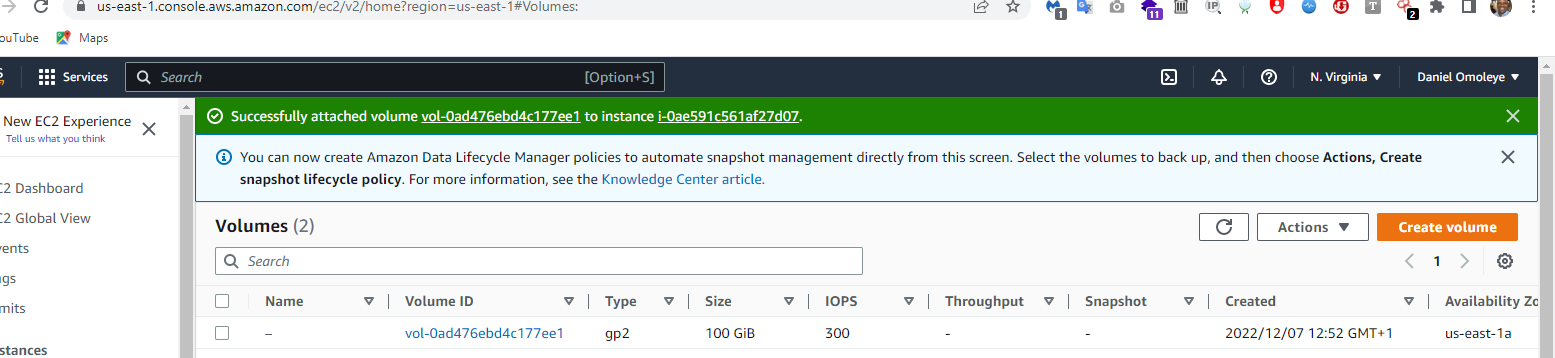 us-east-1.console.aws.amazon.com/ec2/v2/home?region=us-east-1#Volumes:
1
11
IP
T
2
ouTube
Maps
Services
Search
[Option+S]
N. Virginia
Daniel Omoleye
New EC2 Experience
Tell us what you think
Successfully attached volume vol-0ad476ebd4c177ee1 to instance i-0ae591c561af27d07.
You can now create Amazon Data Lifecycle Manager policies to automate snapshot management directly from this screen. Select the volumes to back up, and then choose Actions, Create
snapshot lifecycle policy. For more information, see the Knowledge Center article.
C2 Dashboard
C2 Global View
vents
gs
mits
stances
Volumes (2)
Actions
Create volume
Search
1
Name
Volume ID
Type
Size
IOPS
Throughput
Snapshot
Created
Availability Zo
–
vol-0ad476ebd4c177ee1
gp2
100 GiB
300
-
-
2022/12/07 12:52 GMT+1
us-east-1a